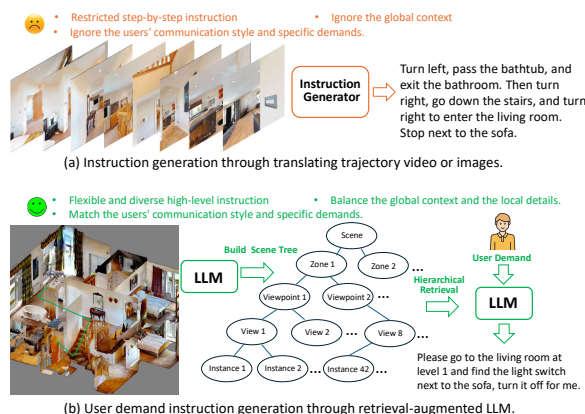 • Restricted step-by-step instruction • Ignore the global context
• Ignore the users' communication style and specific demands.
Instruction
Generator
Turn left, pass the bathtub, and
exit the bathroom. Then turn
right, go down the stairs, and turn
right to enter the living room.
Stop next to the sofa.
(a) Instruction generation through translating trajectory video or images.
• Flexible and diverse high-level instruction • Balance the global context and the local details.
• Match the users' communication style and specific demands.
LLM
Build Scene Tree
Scene
Zone 1
Zone 2
...
Viewpoint 1
Viewpoint 2
...
View 1
View 2
...
View 8
Instance 1
Instance 2
...
Instance 42
...
Hierarchical
Retrieval
User Demand
LLM
Please go to the living room at
level 1 and find the light switch
next to the sofa, turn it off for me.
(b) User demand instruction generation through retrieval-augmented LLM.